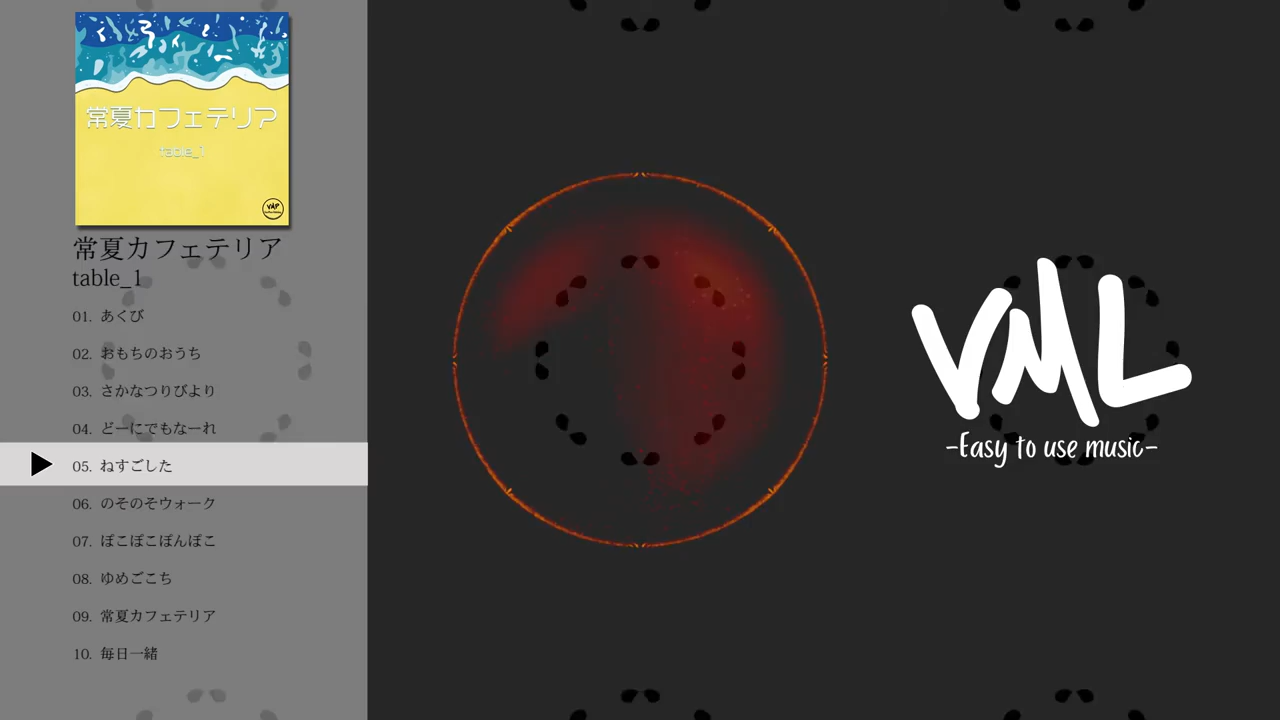 常夏カフェテリア
table_1
VMP
常夏カフェテリア
table_1
01. あくび
02. おもちのおうち
03. さかなつりびより
04. どーにでもなーれ
05. ねすごした
06. のそのそウォーク
07. ぽこぽこぽんぽこ
08. ゆめごこち
09. 常夏カフェテリア
10. 毎日一緒
VML
-Easy to use music-